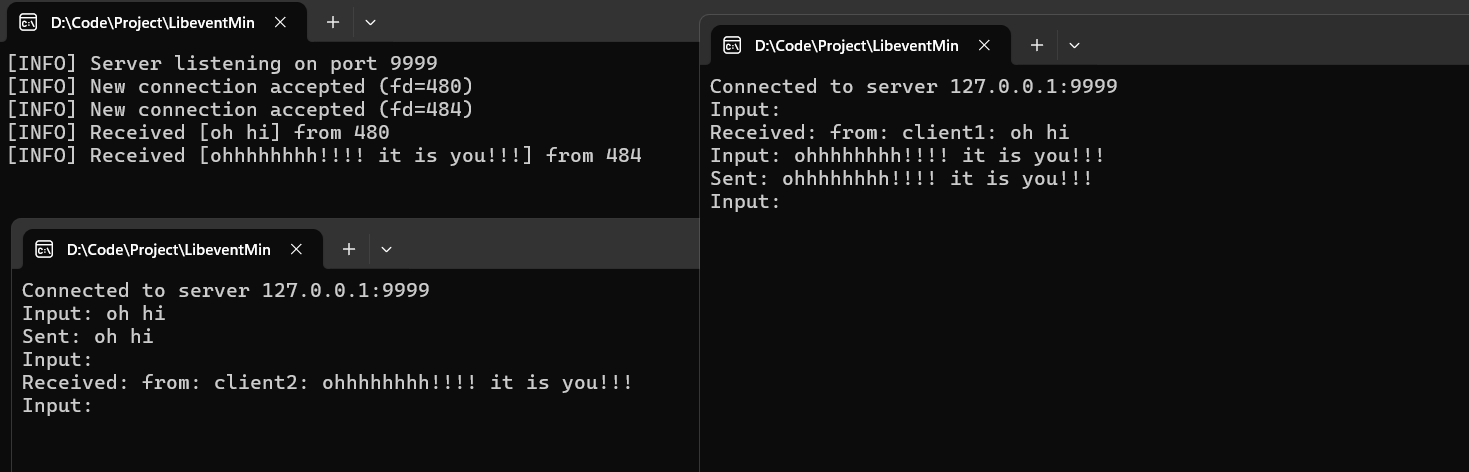 D:\Code\Project\LibeventMin
[INFO] Server listening on port 9999
[INFO] New connection accepted (fd=480)
[INFO] New connection accepted (fd=484)
[INFO] Received [oh hi] from 480
[INFO] Received [ohhhhhhhh!!!! it is you!!!] from 484
D:\Code\Project\LibeventMin
Connected to server 127.0.0.1:9999
Input: oh hi
Sent: oh hi
Input:
Received: from: client2: ohhhhhhhh!!!! it is you!!!
Input:
D:\Code\Project\LibeventMin
Connected to server 127.0.0.1:9999
Input:
Received: from: client1: oh hi
Input: ohhhhhhhh!!!! it is you!!!
Sent: ohhhhhhhh!!!! it is you!!!
Input: